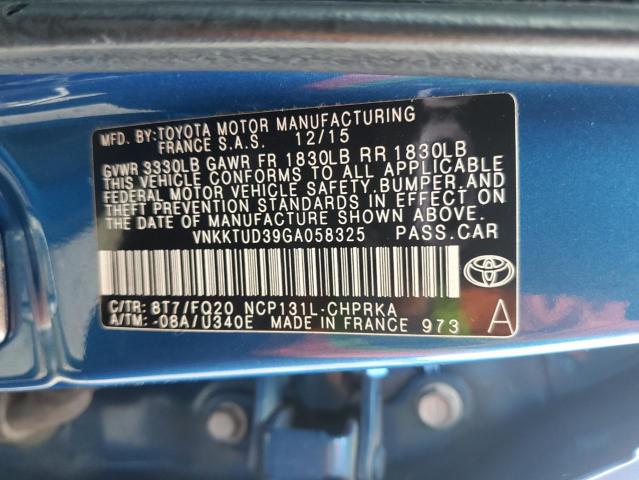 MFD. BY: TOYOTA MOTOR MANUFACTURING
FRANCE S.A.S. 12/15
GVWR 3330LB GAWR FR 1830LB RR 1830LB
THIS VEHICLE CONFORMS TO ALL APPLICABLE
FEDERAL MOTOR VEHICLE SAFETY, BUMPER, AND
THEFT PREVENTION STANDARDS IN EFFECT ON
THE DATE OF MANUFACTURE SHOWN ABOVE.
VNKKTUD39GA058325 PASS. CAR
C/TR: 8T7/FQ20 NCP131L-CHPRKA
A/TM: -08A/U340E MADE IN FRANCE 973 A